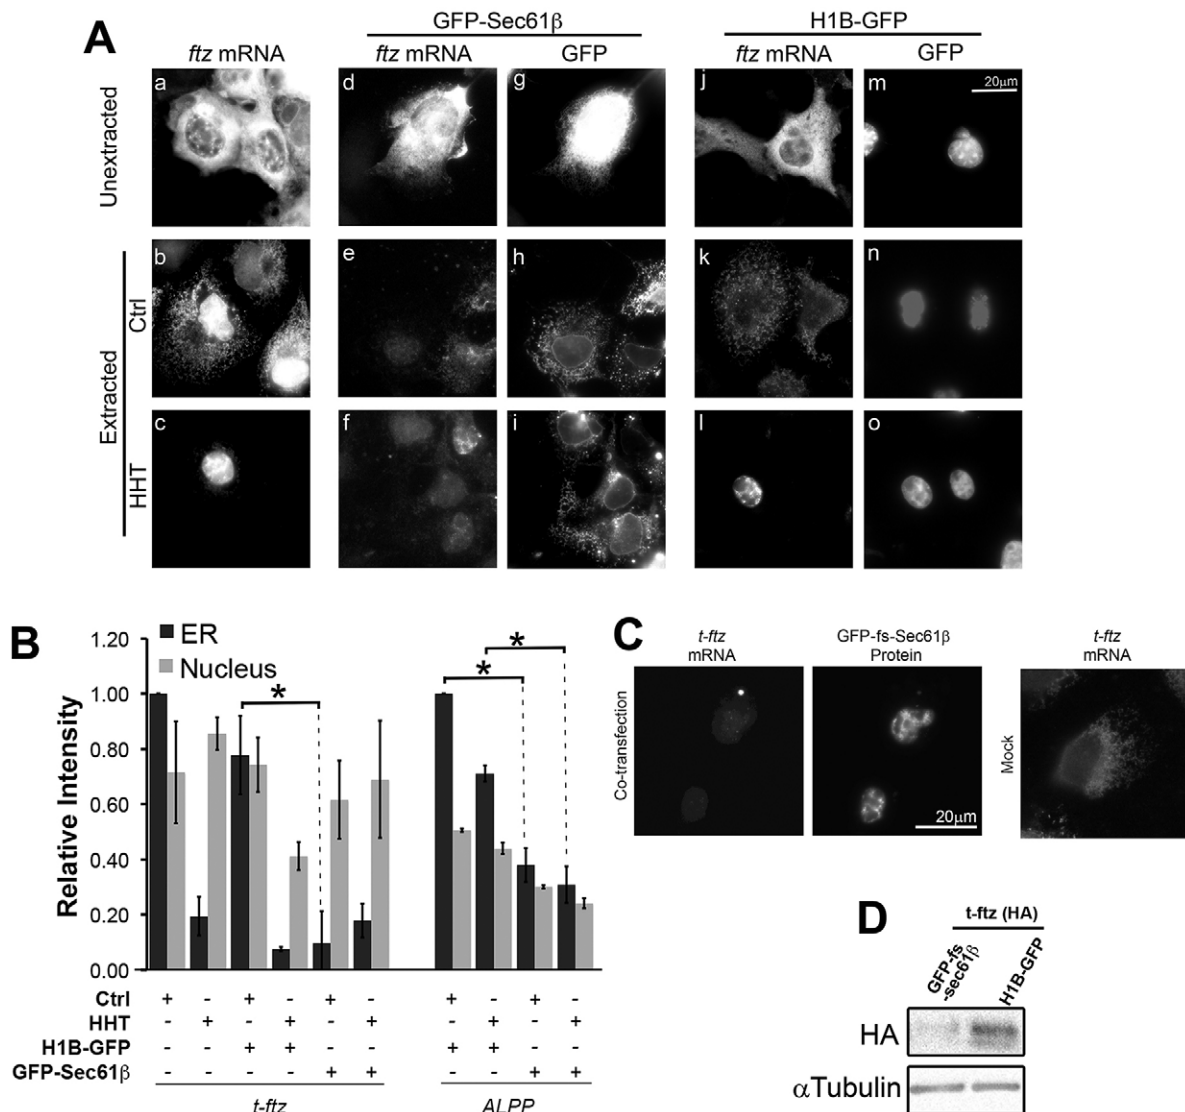 A
GFP-Sec61β
H1B-GFP
ftz mRNA
ftz mRNA
GFP
ftz mRNA
GFP
Unextracted
a
d
g
j
m
20μm
Extracted
Ctrl
b
e
h
k
n
HHT
c
f
i
l
o
B
ER
Nucleus
Relative Intensity
1.20
1.00
0.80
0.60
0.40
0.20
0.00
*
*
*
Ctrl + - + - + - + - + -
HHT - + - + - + - + - +
H1B-GFP - - + + - - + + - -
GFP-Sec61β - - - - + + - - + +
t-ftz
ALPP
C
t-ftz
mRNA
GFP-fs-Sec61β
Protein
t-ftz
mRNA
Co-transfection
20μm
Mock
D
t-ftz (HA)
GFP-fs
-sec61β
H1B-GFP
HA
αTubulin